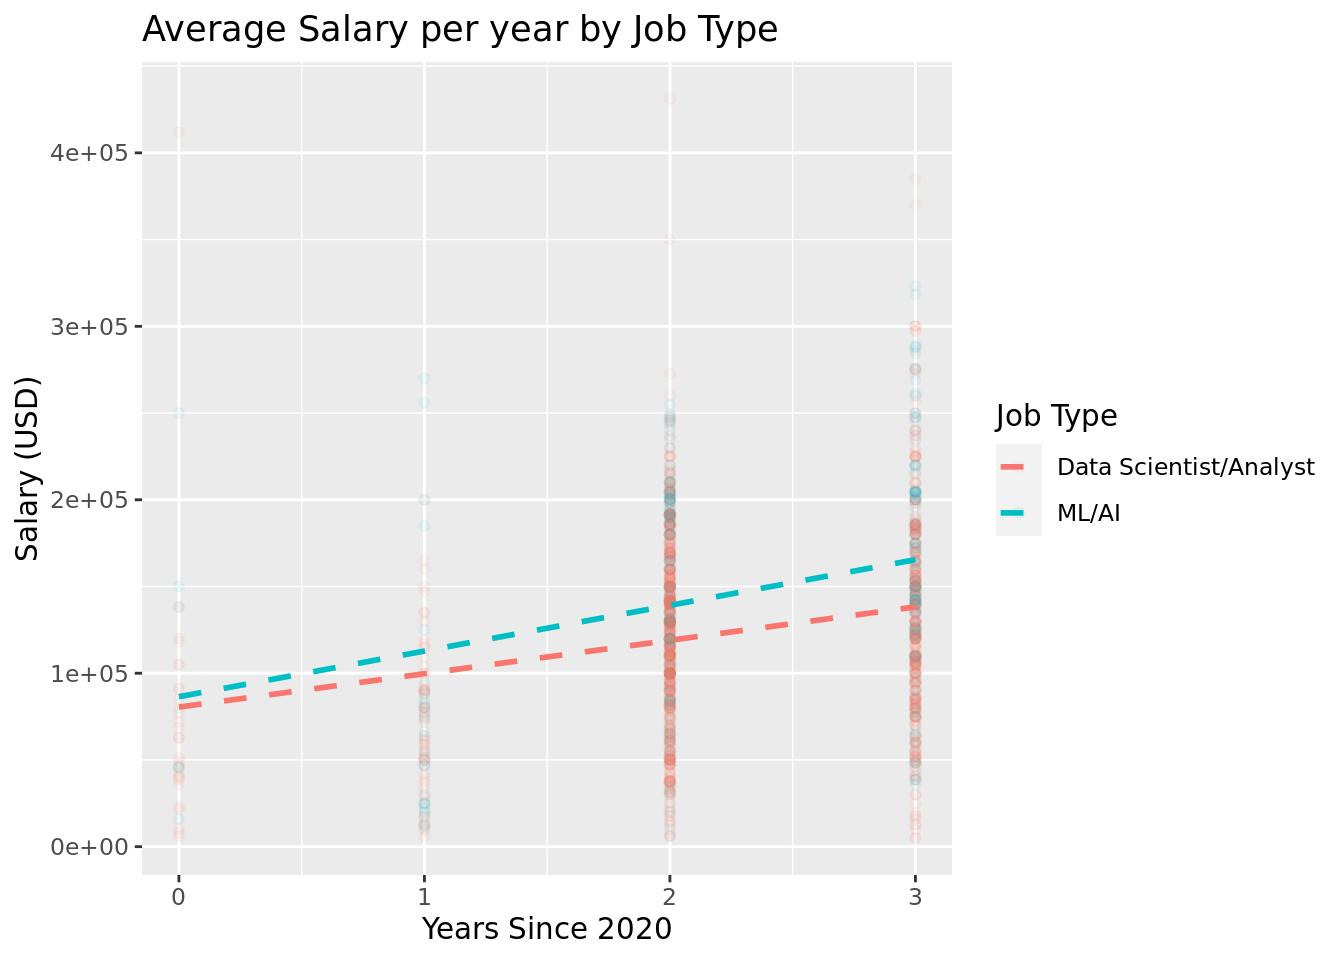 Average Salary per year by Job Type
4e+05
3e+05
2e+05
1e+05
0e+00
Salary (USD)
0 1 2 3
Years Since 2020
Job Type
Data Scientist/Analyst
ML/AI